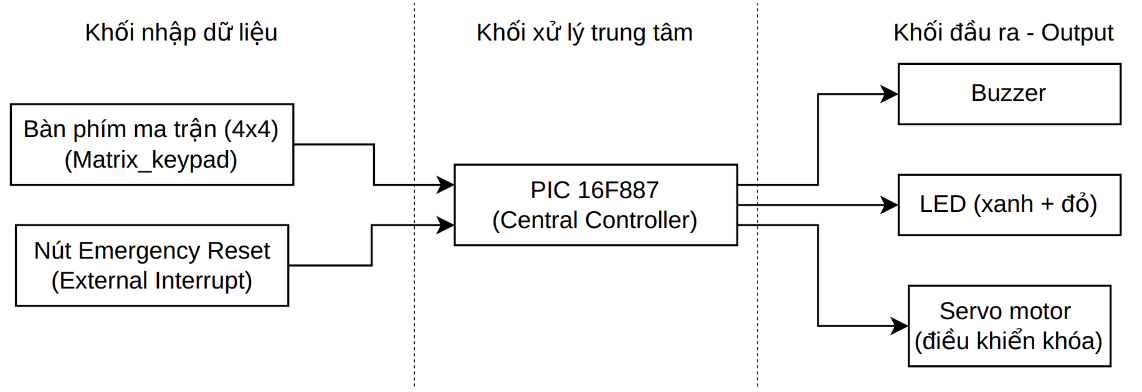 Khối nhập dữ liệu
Khối xử lý trung tâm
Khối đầu ra - Output
Bàn phím ma trận (4x4)
(Matrix_keypad)
Nút Emergency Reset
(External Interrupt)
PIC 16F887
(Central Controller)
Buzzer
LED (xanh + đỏ)
Servo motor
(điều khiển khóa)